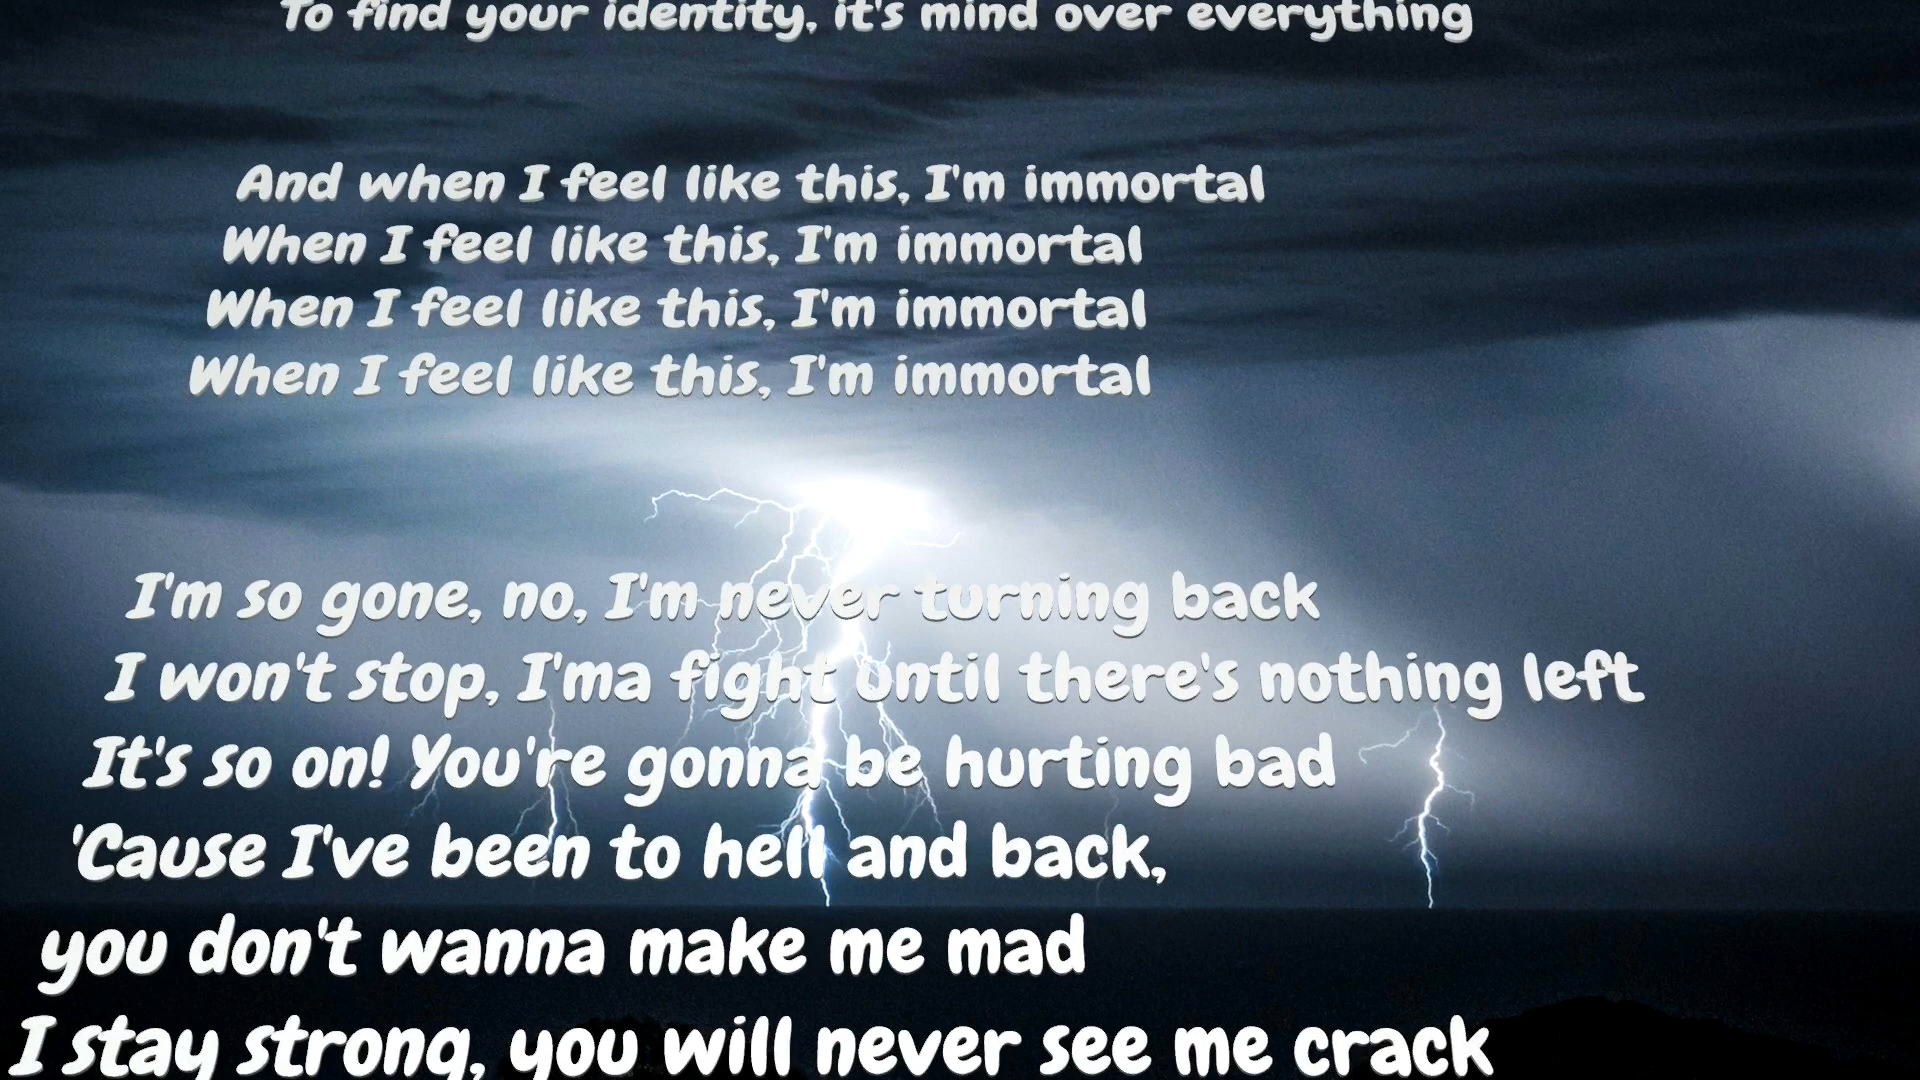 To find your identity, it's mind over everything
And when I feel like this, I'm immortal
When I feel like this, I'm immortal
When I feel like this, I'm immortal
When I feel like this, I'm immortal
I'm so gone, no, I'm never turning back
I won't stop, I'ma fight until there's nothing left
It's so on! You're gonna be hurting bad
'Cause I've been to hell and back,
you don't wanna make me mad
I stay strong, you will never see me crack